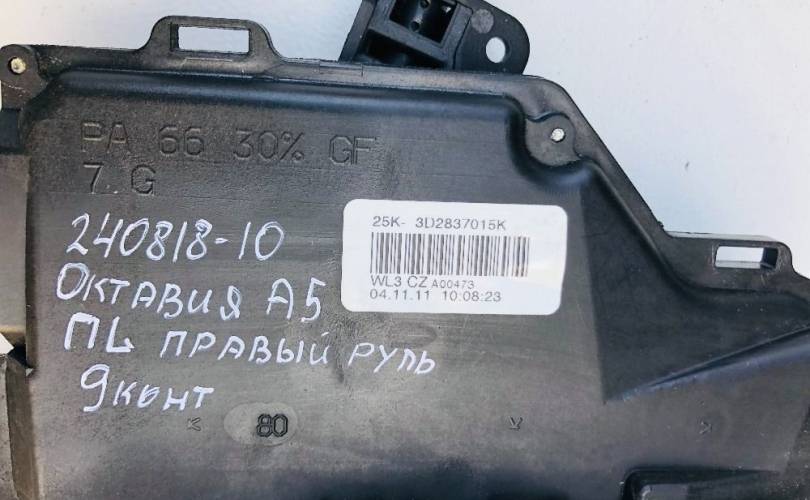 PA 66 30% GF
7.G
25K- 3D2837015K
WL3 CZ A00473
04.11.11 10:08:23
240818-10
Октавия А5
ПL правый руль
9конт
80